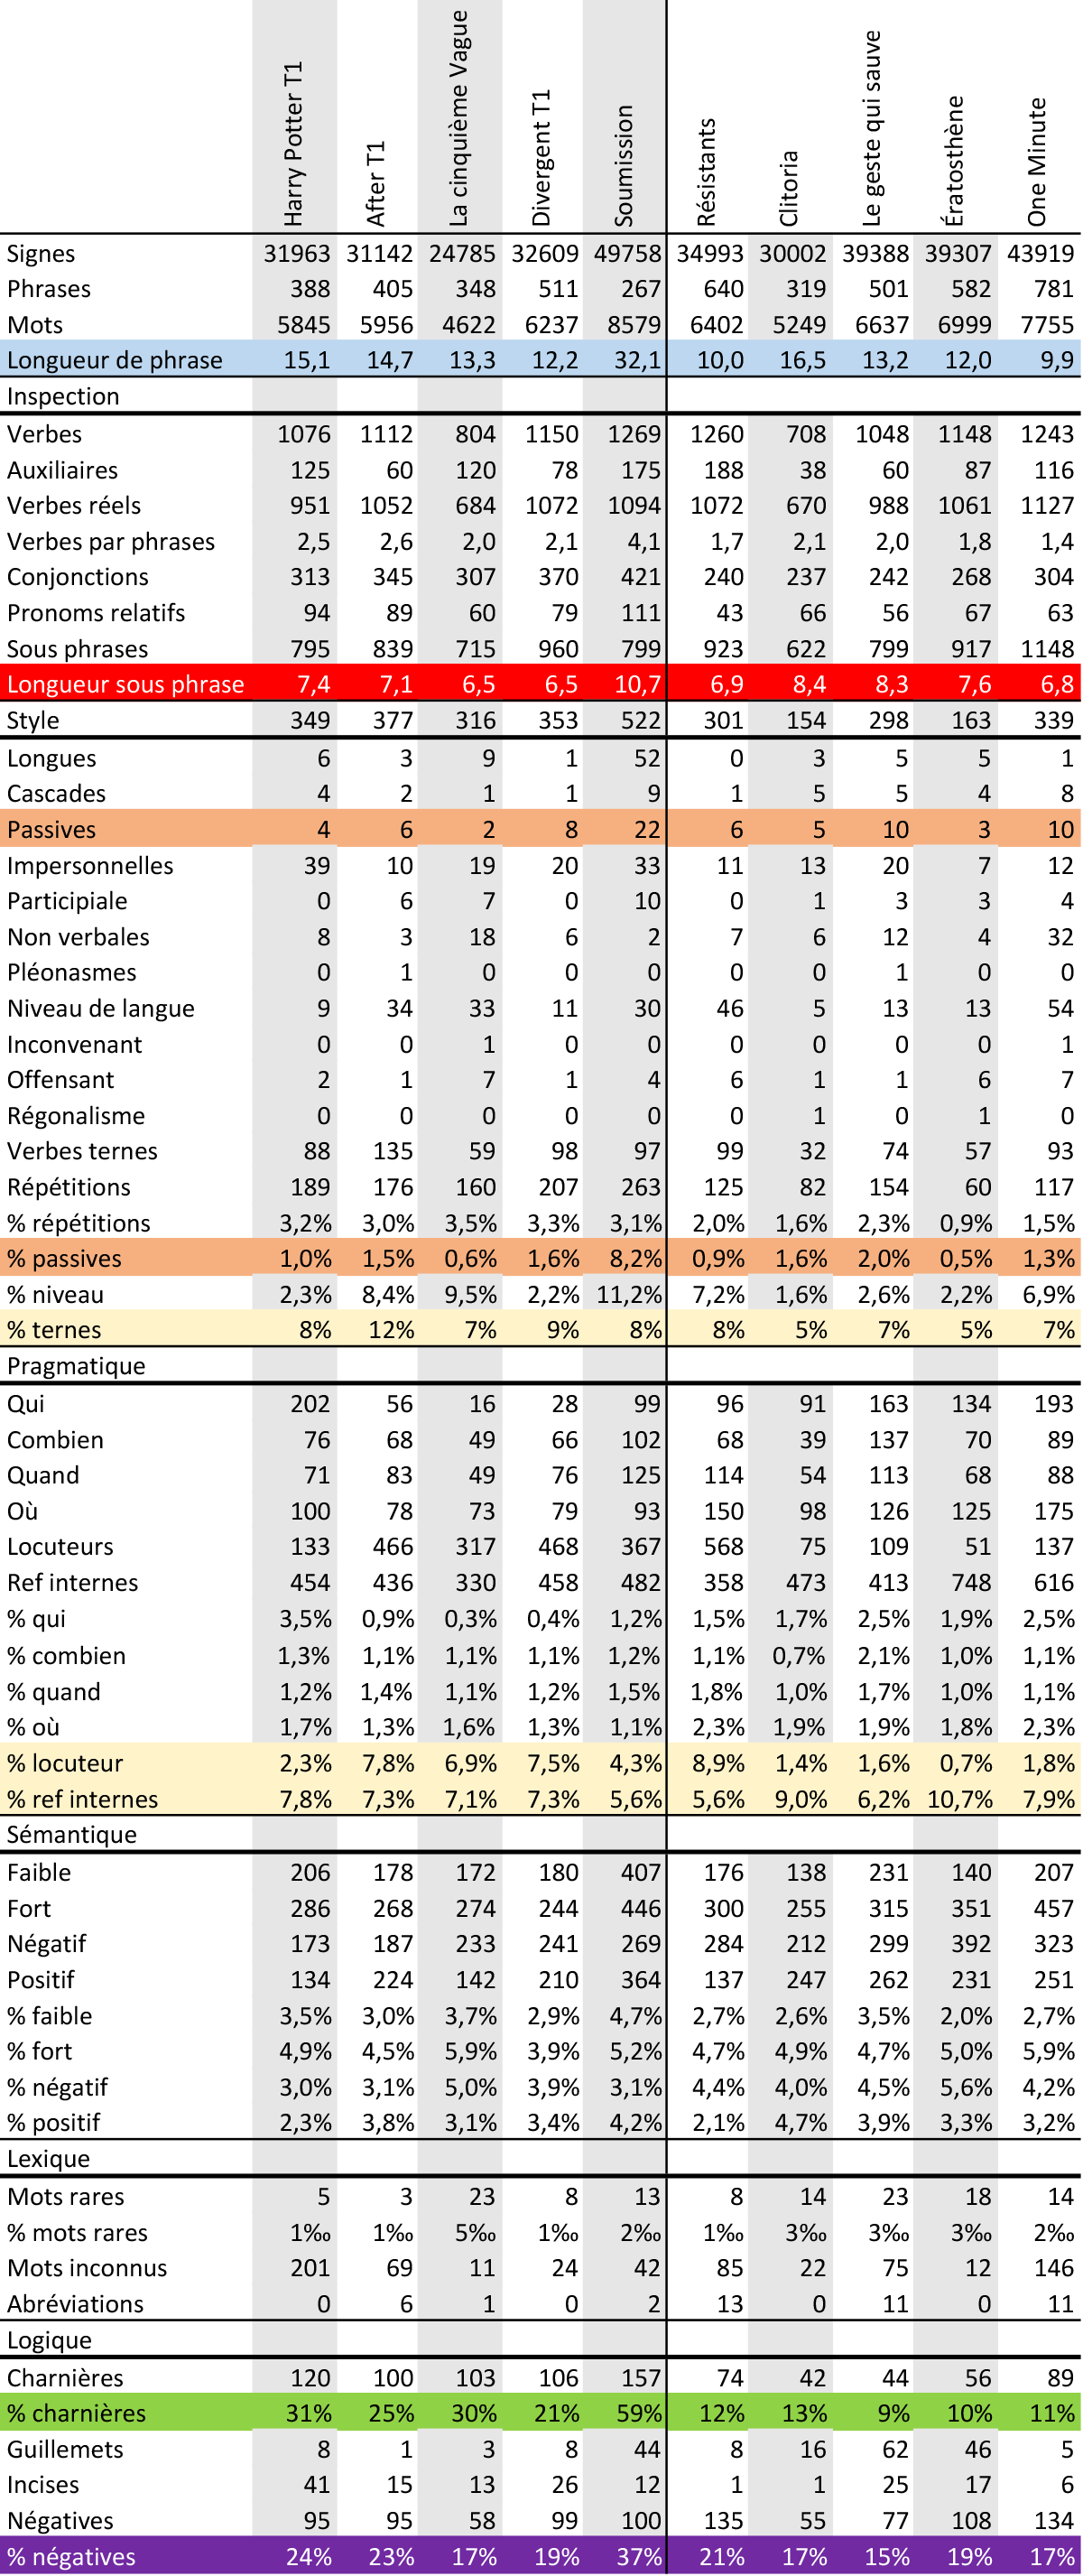 Harry Potter T1 After T1 La cinquième Vague Divergent T1 Soumission Résistants Clitoria Le geste qui sauve Ératosthène One Minute
Signes 31963 31142 24785 32609 49758 34993 30002 39388 39307 43919
Phrases 388 405 348 511 267 640 319 501 582 781
Mots 5845 5956 4622 6237 8579 6402 5249 6637 6999 7755
Longueur de phrase 15,1 14,7 13,3 12,2 32,1 10,0 16,5 13,2 12,0 9,9
Inspection
Verbes 1076 1112 804 1150 1269 1260 708 1048 1148 1243
Auxiliaires 125 60 120 78 175 188 38 60 87 116
Verbes réels 951 1052 684 1072 1094 1072 670 988 1061 1127
Verbes par phrases 2,5 2,6 2,0 2,1 4,1 1,7 2,1 2,0 1,8 1,4
Conjonctions 313 345 307 370 421 240 237 242 268 304
Pronoms relatifs 94 89 60 79 111 43 66 56 67 63
Sous phrases 795 839 715 960 799 923 622 799 917 1148
Longueur sous phrase 7,4 7,1 6,5 6,5 10,7 6,9 8,4 8,3 7,6 6,8
Style 349 377 316 353 522 301 154 298 163 339
Longues 6 3 9 1 52 0 3 5 5 1
Cascades 4 2 1 1 9 1 5 5 4 8
Passives 4 6 2 8 22 6 5 10 3 10
Impersonnelles 39 10 19 20 33 11 13 20 7 12
Participiale 0 6 7 0 10 0 1 3 3 4
Non verbales 8 3 18 6 2 7 6 12 4 32
Pléonasmes 0 1 0 0 0 0 0 1 0 0
Niveau de langue 9 34 33 11 30 46 5 13 13 54
Inconvenant 0 0 1 0 0 0 0 0 0 1
Offensant 2 1 7 1 4 6 1 1 6 7
Régonalisme 0 0 0 0 0 0 1 0 1 0
Verbes ternes 88 135 59 98 97 99 32 74 57 93
Répétitions 189 176 160 207 263 125 82 154 60 117
% répétitions 3,2% 3,0% 3,5% 3,3% 3,1% 2,0% 1,6% 2,3% 0,9% 1,5%
% passives 1,0% 1,5% 0,6% 1,6% 8,2% 0,9% 1,6% 2,0% 0,5% 1,3%
% niveau 2,3% 8,4% 9,5% 2,2% 11,2% 7,2% 1,6% 2,6% 2,2% 6,9%
% ternes 8% 12% 7% 9% 8% 8% 5% 7% 5% 7%
Pragmatique
Qui 202 56 16 28 99 96 91 163 134 193
Combien 76 68 49 66 102 68 39 137 70 89
Quand 71 83 49 76 125 114 54 113 68 88
Où 100 78 73 79 93 150 98 126 125 175
Locuteurs 133 466 317 468 367 568 75 109 51 137
Ref internes 454 436 330 458 482 358 473 413 748 616
% qui 3,5% 0,9% 0,3% 0,4% 1,2% 1,5% 1,7% 2,5% 1,9% 2,5%
% combien 1,3% 1,1% 1,1% 1,1% 1,2% 1,1% 0,7% 2,1% 1,0% 1,1%
% quand 1,2% 1,4% 1,1% 1,2% 1,5% 1,8% 1,0% 1,7% 1,0% 1,1%
% où 1,7% 1,3% 1,6% 1,3% 1,1% 2,3% 1,9% 1,9% 1,8% 2,3%
% locuteur 2,3% 7,8% 6,9% 7,5% 4,3% 8,9% 1,4% 1,6% 0,7% 1,8%
% ref internes 7,8% 7,3% 7,1% 7,3% 5,6% 5,6% 9,0% 6,2% 10,7% 7,9%
Sémantique
Faible 206 178 172 180 407 176 138 231 140 207
Fort 286 268 274 244 446 300 255 315 351 457
Négatif 173 187 233 241 269 284 212 299 392 323
Positif 134 224 142 210 364 137 247 262 231 251
% faible 3,5% 3,0% 3,7% 2,9% 4,7% 2,7% 2,6% 3,5% 2,0% 2,7%
% fort 4,9% 4,5% 5,9% 3,9% 5,2% 4,7% 4,9% 4,7% 5,0% 5,9%
% négatif 3,0% 3,1% 5,0% 3,9% 3,1% 4,4% 4,0% 4,5% 5,6% 4,2%
% positif 2,3% 3,8% 3,1% 3,4% 4,2% 2,1% 4,7% 3,9% 3,3% 3,2%
Lexique
Mots rares 5 3 23 8 13 8 14 23 18 14
% mots rares 1‰ 1‰ 5‰ 1‰ 2‰ 1‰ 3‰ 3‰ 3‰ 2‰
Mots inconnus 201 69 11 24 42 85 22 75 12 146
Abréviations 0 6 1 0 2 13 0 11 0 11
Logique
Charnières 120 100 103 106 157 74 42 44 56 89
% charnières 31% 25% 30% 21% 59% 12% 13% 9% 10% 11%
Guillemets 8 1 3 8 44 8 16 62 46 5
Incises 41 15 13 26 12 1 1 25 17 6
Négatives 95 95 58 99 100 135 55 77 108 134
% négatives 24% 23% 17% 19% 37% 21% 17% 15% 19% 17%